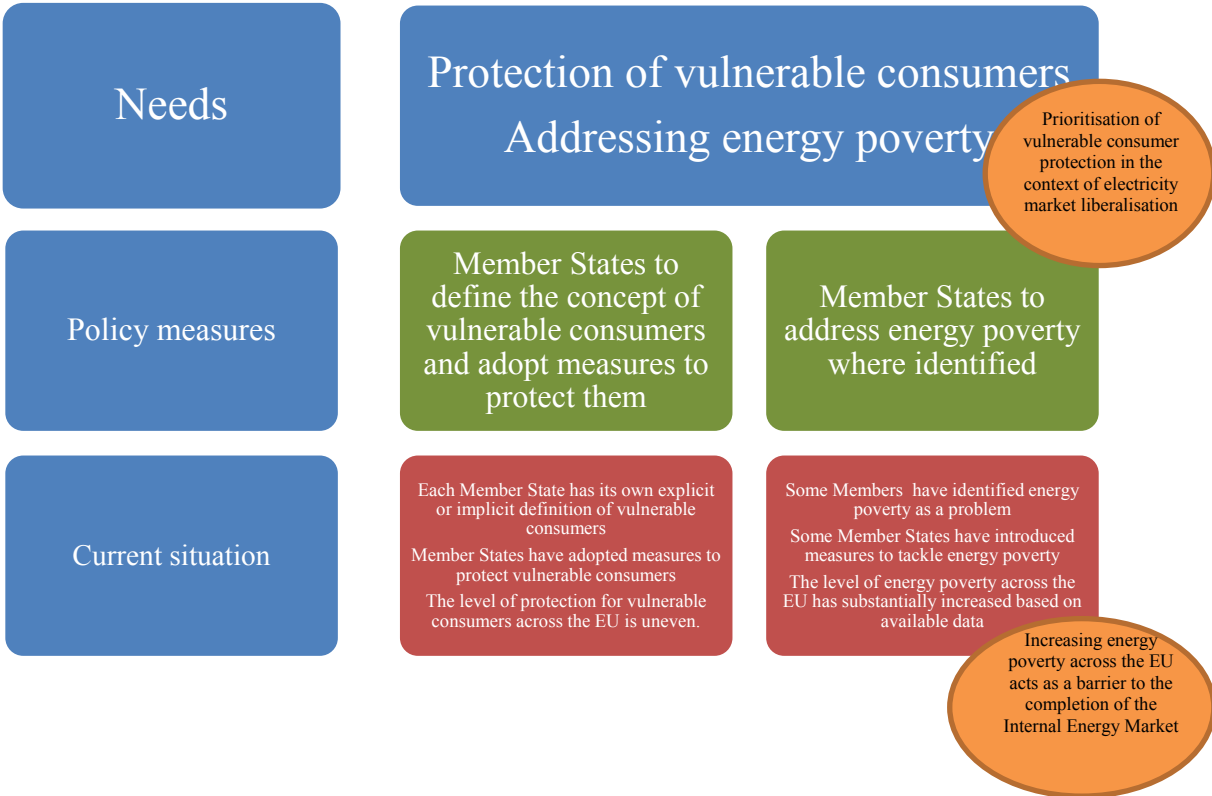 Needs
Protection of vulnerable consumers
Addressing energy poverty
Prioritisation of
vulnerable consumer
protection in the
context of electricity
market liberalisation
Policy measures
Member States to
define the concept of
vulnerable consumers
and adopt measures to
protect them
Member States to
address energy poverty
where identified
Current situation
Each Member State has its own explicit
or implicit definition of vulnerable
consumers
Member States have adopted measures to
protect vulnerable consumers
The level of protection for vulnerable
consumers across the EU is uneven.
Some Members have identified energy
poverty as a problem
Some Member States have introduced
measures to tackle energy poverty
The level of energy poverty across the
EU has substantially increased based on
available data
Increasing energy
poverty across the EU
acts as a barrier to the
completion of the
Internal Energy Market